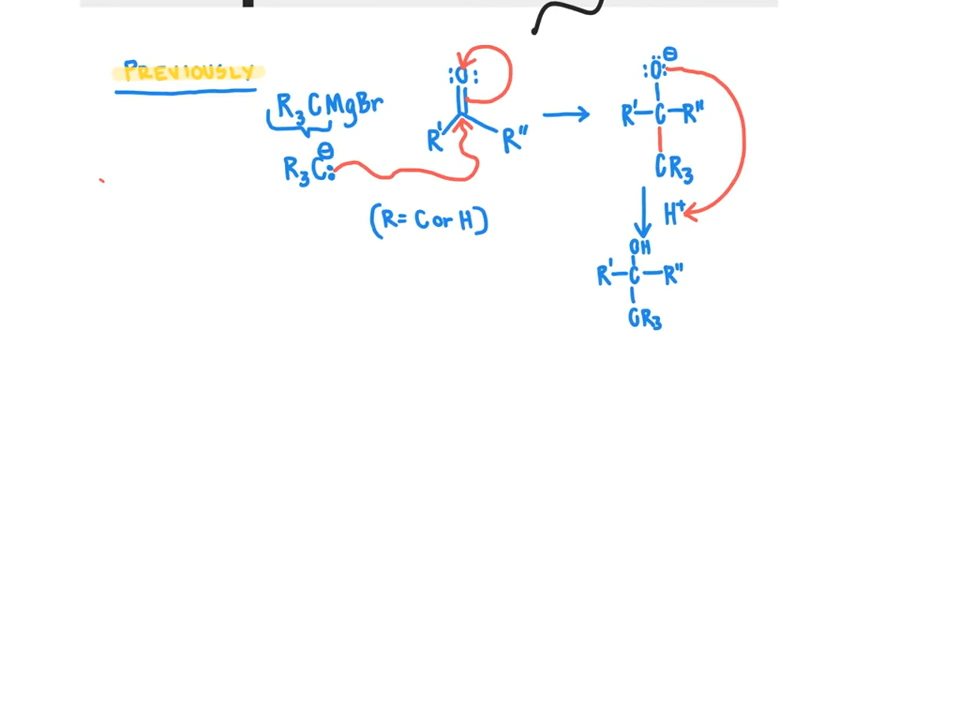 PREVIOUSLY
R₃CMgBr
R₃C:⊖
:O:
R' R"
(R = C or H)
:Ö:⊖
R'—C—R"
CR₃
H⁺
OH
R'—C—R"
CR₃